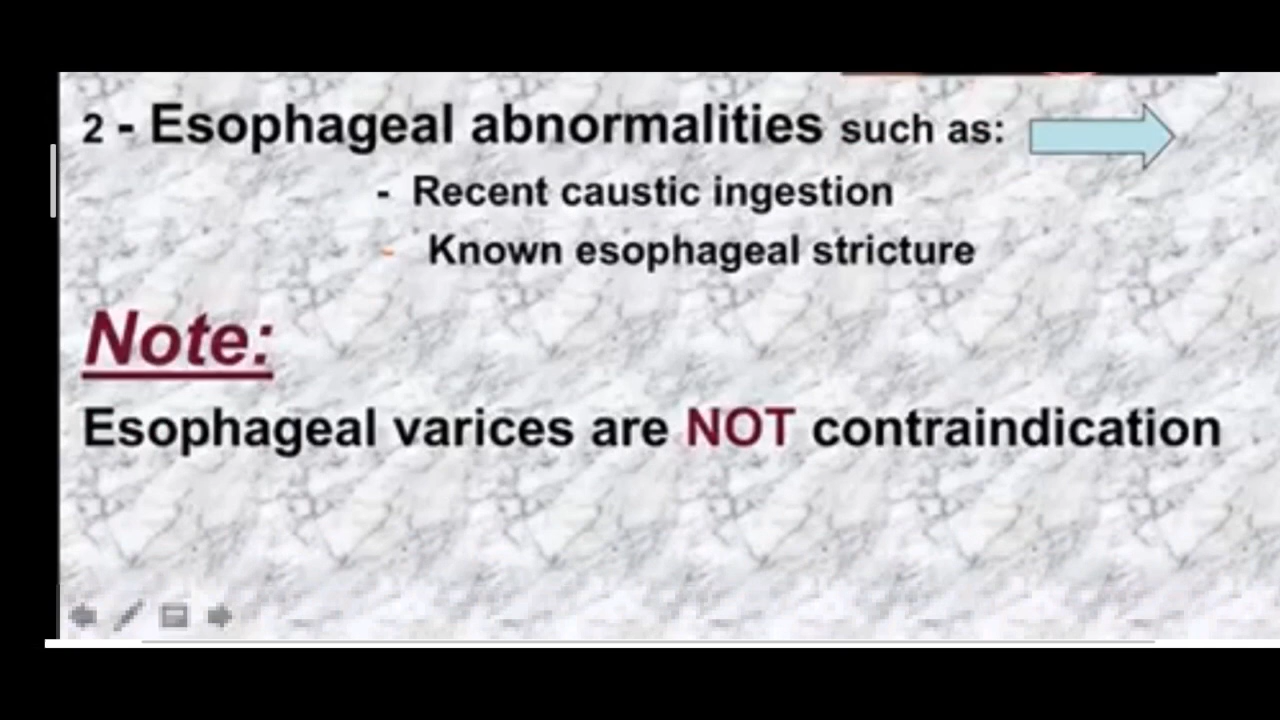 2 - Esophageal abnormalities such as:
- Recent caustic ingestion
- Known esophageal stricture
Note:
Esophageal varices are NOT contraindication